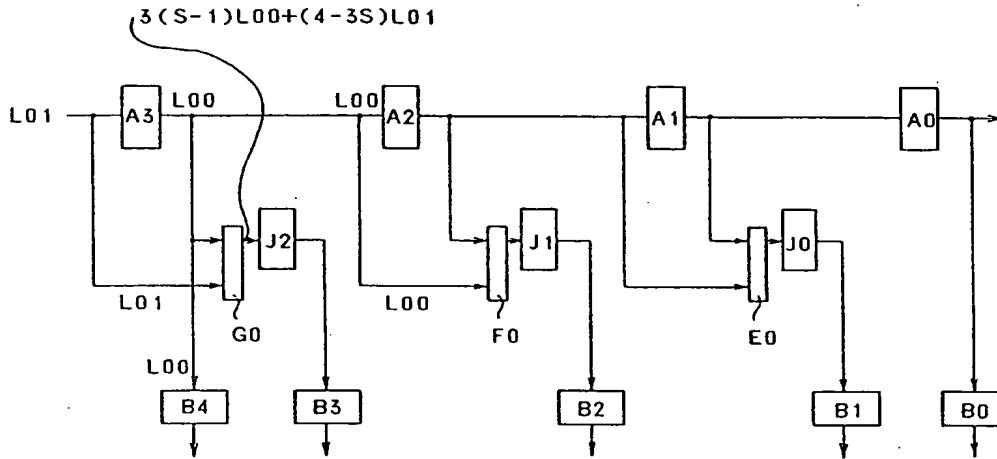 3(S-1)L00+(4-3S)L01
L01 A3 L00 L00 A2 A1 A0
J2 J1 J0
L01 G0 L00 F0 E0
L00
B4 B3 B2 B1 B0